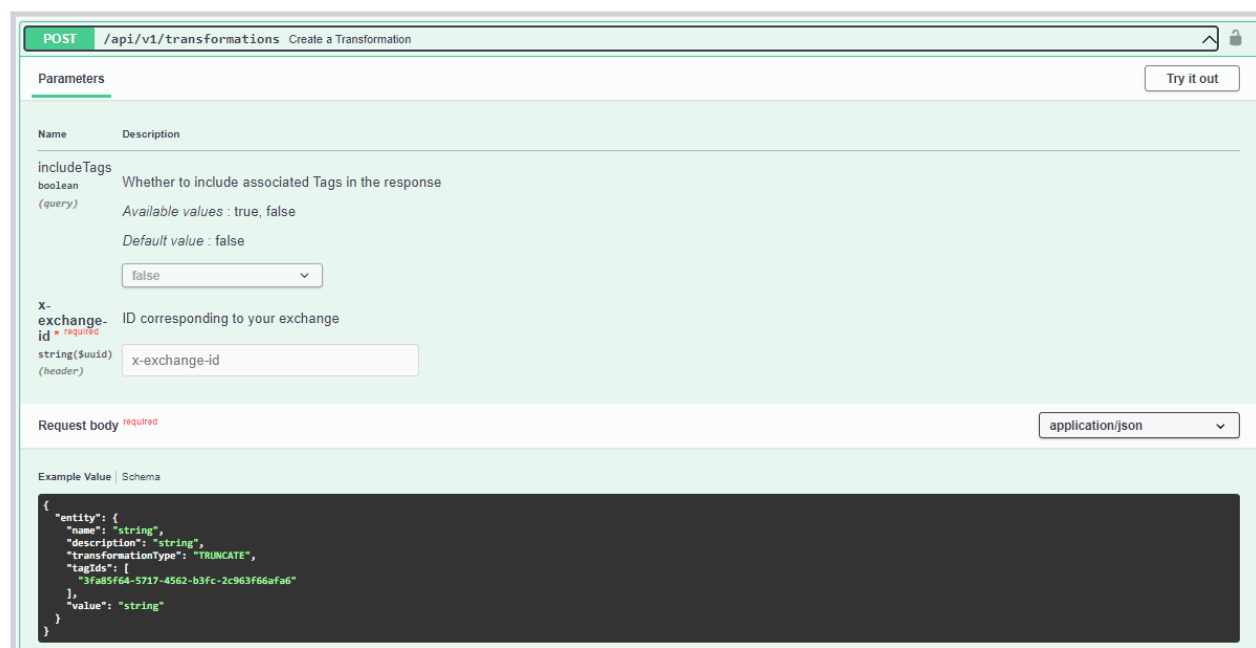 POST /api/v1/transformations Create a Transformation
Parameters
Try it out
Name Description
includeTags
boolean
(query)
Whether to include associated Tags in the response
Available values : true, false
Default value : false
false
x-
exchange-
id * required
string($uuid)
(header)
ID corresponding to your exchange
x-exchange-id
Request body required
application/json
Example Value Schema
{
  "entity": {
    "name": "string",
    "description": "string",
    "transformationType": "TRUNCATE",
    "tagIds": [
      "3fa85f64-5717-4562-b3fc-2c963f66afa6"
    ],
    "value": "string"
  }
}